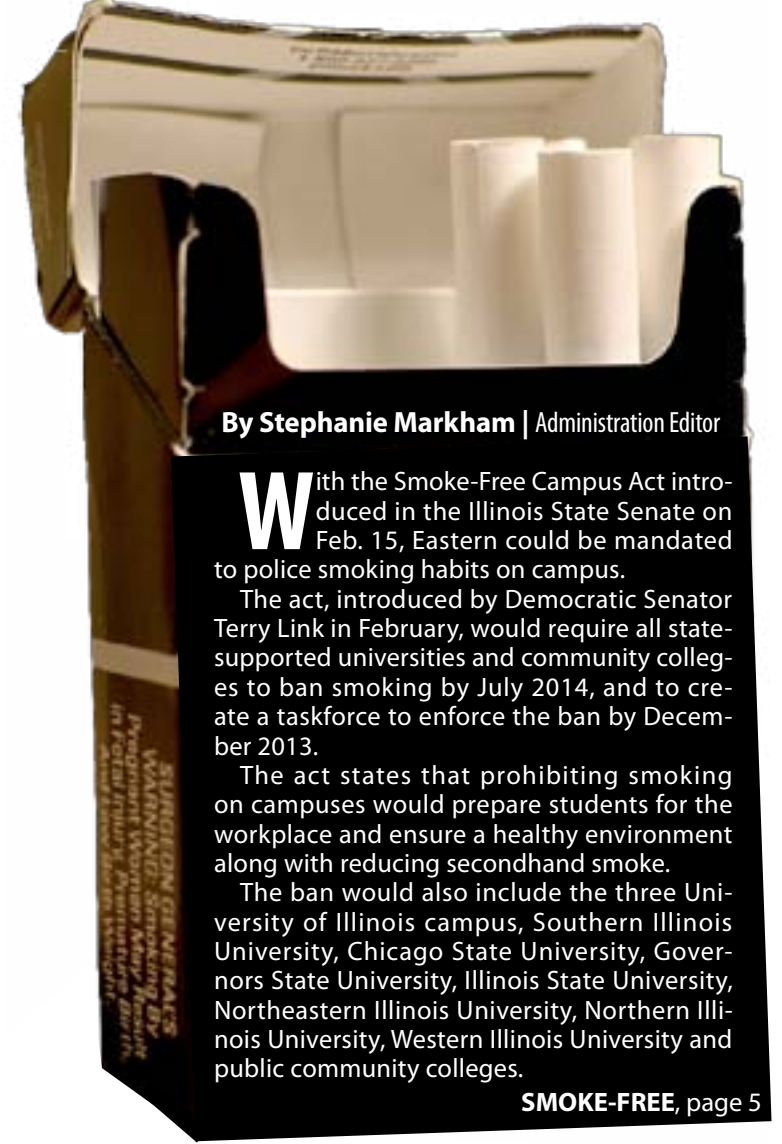 By Stephanie Markham | Administration Editor
With the Smoke-Free Campus Act intro-
duced in the Illinois State Senate on
Feb. 15, Eastern could be mandated
to police smoking habits on campus.
The act, introduced by Democratic Senator
Terry Link in February, would require all state-
supported universities and community colleg-
es to ban smoking by July 2014, and to cre-
ate a taskforce to enforce the ban by Decem-
ber 2013.
The act states that prohibiting smoking
on campuses would prepare students for the
workplace and ensure a healthy environment
along with reducing secondhand smoke.
The ban would also include the three Uni-
versity of Illinois campus, Southern Illinois
University, Chicago State University, Gover-
nors State University, Illinois State University,
Northeastern Illinois University, Northern Illi-
nois University, Western Illinois University and
public community colleges.
SMOKE-FREE, page 5
SURGEON GENERAL'S
WARNING: Smoking By
Pregnant Women May Result
in Fetal Injury, Premature Birth,
And Low Birth Weight.